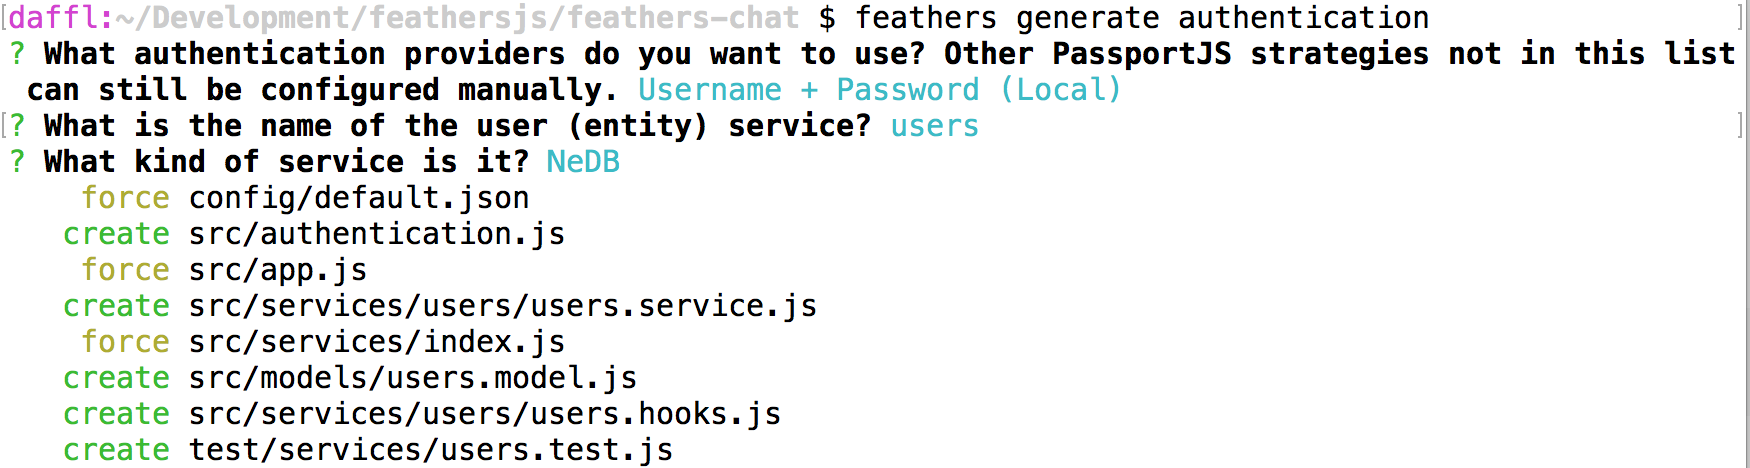 [daffl:~/Development/feathersjs/feathers-chat $ feathers generate authentication ]
? What authentication providers do you want to use? Other PassportJS strategies not in this list
can still be configured manually. Username + Password (Local)
[? What is the name of the user (entity) service? users ]
? What kind of service is it? NeDB
force config/default.json
create src/authentication.js
force src/app.js
create src/services/users/users.service.js
force src/services/index.js
create src/models/users.model.js
create src/services/users/users.hooks.js
create test/services/users.test.js